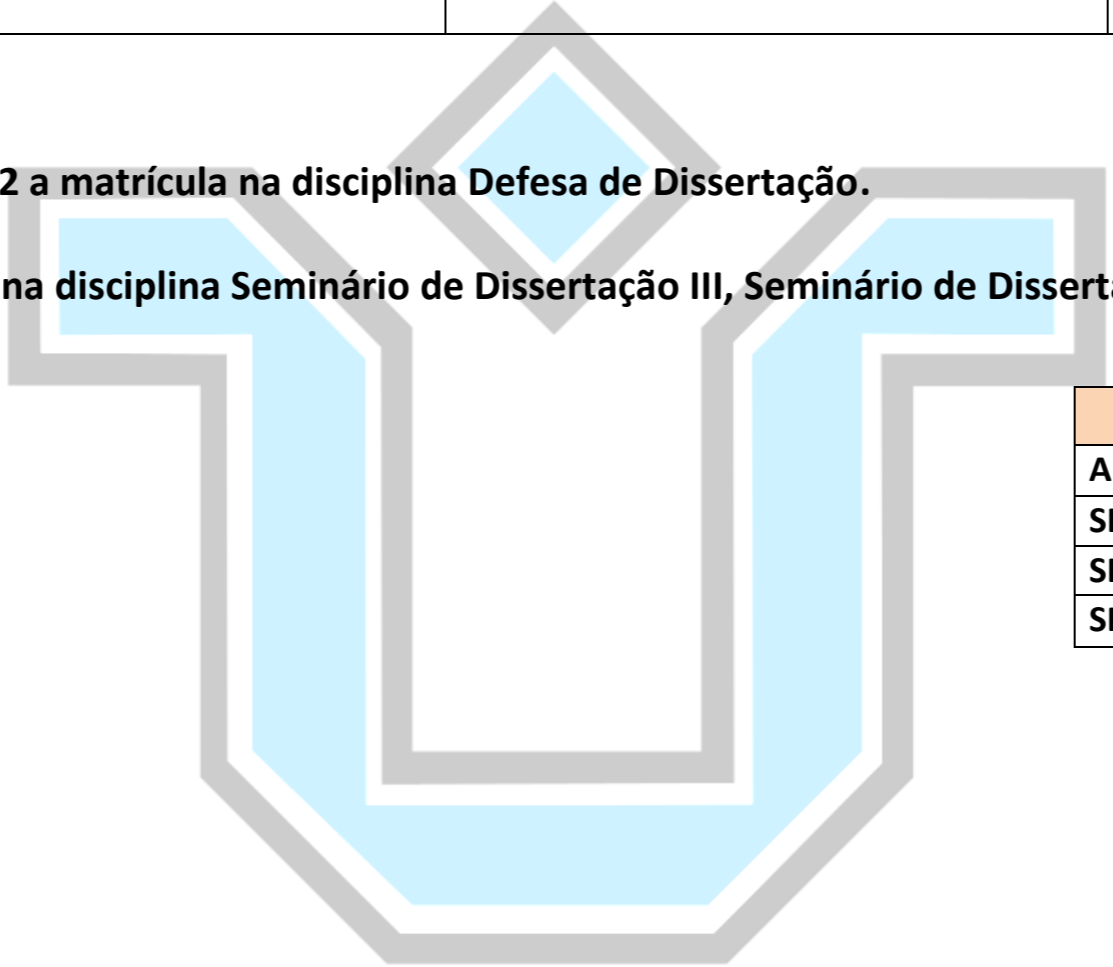 2 a matrícula na disciplina Defesa de Dissertação.
na disciplina Seminário de Dissertação III, Seminário de Disserta
A
S
S
S